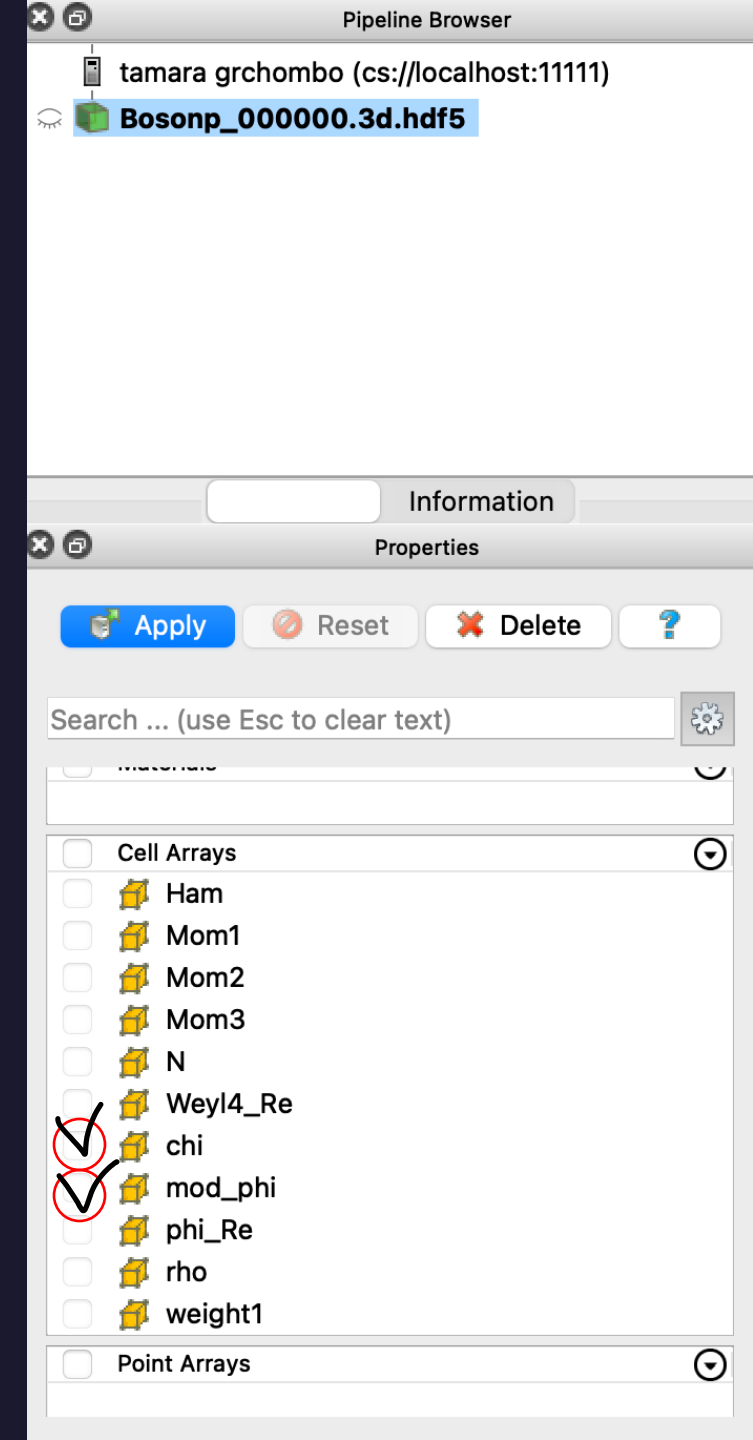 Pipeline Browser
tamara grchombo (cs://localhost:11111)
Bosonp_000000.3d.hdf5
Information
Properties
Apply Reset Delete ?
Search ... (use Esc to clear text)
Materials
Cell Arrays
Ham
Mom1
Mom2
Mom3
N
Weyl4_Re
chi
mod_phi
phi_Re
rho
weight1
Point Arrays